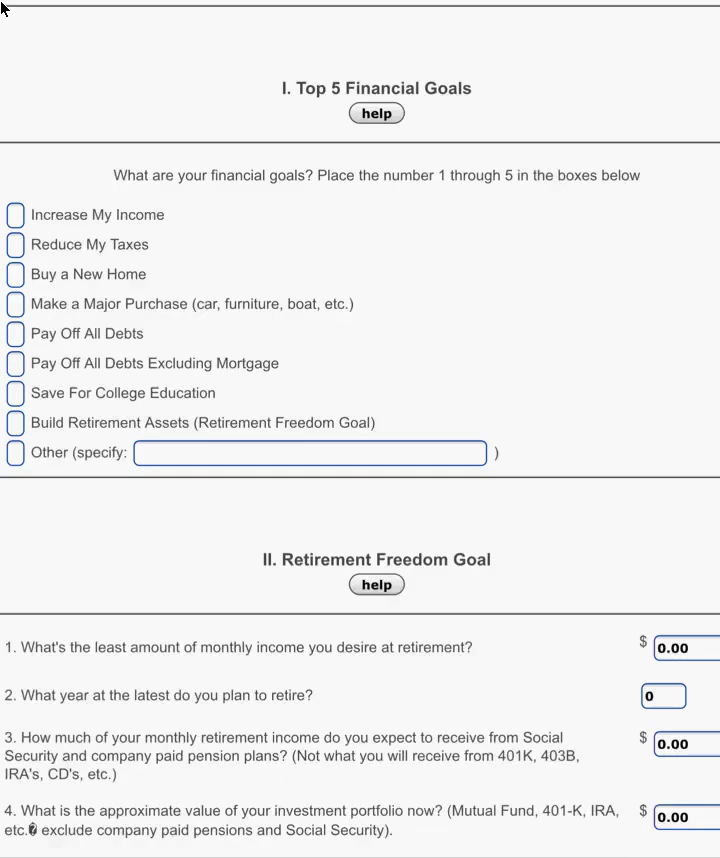 I. Top 5 Financial Goals
help
What are your financial goals? Place the number 1 through 5 in the boxes below
Increase My Income
Reduce My Taxes
Buy a New Home
Make a Major Purchase (car, furniture, boat, etc.)
Pay Off All Debts
Pay Off All Debts Excluding Mortgage
Save For College Education
Build Retirement Assets (Retirement Freedom Goal)
Other (specify: )
II. Retirement Freedom Goal
help
1. What's the least amount of monthly income you desire at retirement? $ 0.00
2. What year at the latest do you plan to retire? 0
3. How much of your monthly retirement income do you expect to receive from Social $ 0.00
Security and company paid pension plans? (Not what you will receive from 401K, 403B,
IRA's, CD's, etc.)
4. What is the approximate value of your investment portfolio now? (Mutual Fund, 401-K, IRA, $ 0.00
etc.� exclude company paid pensions and Social Security).